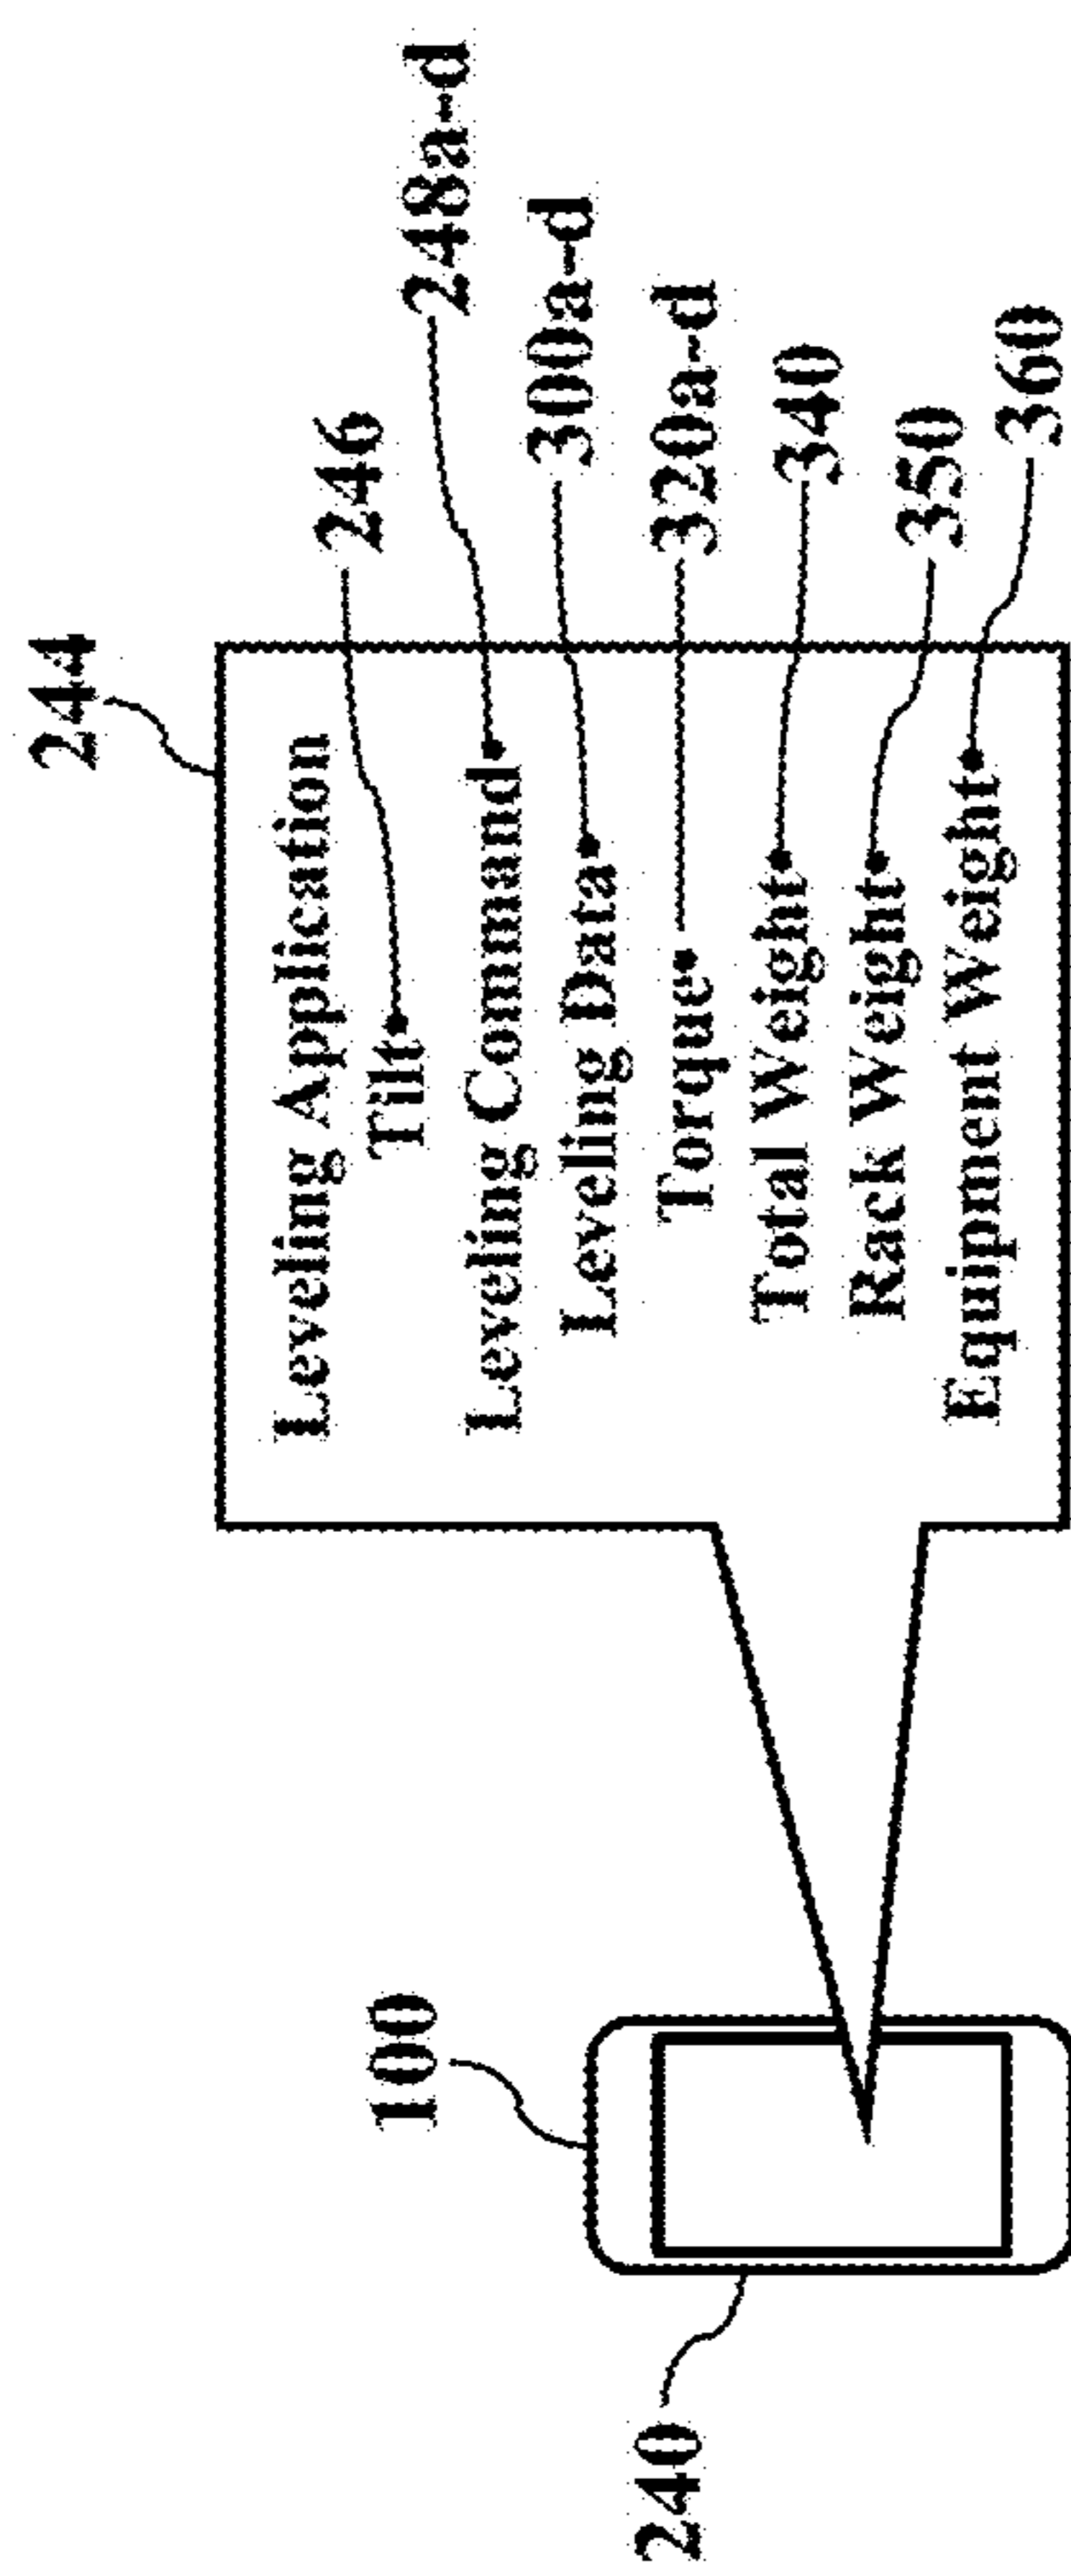 244
Leveling Application
Tilt 246
Leveling Command 248a-d
Leveling Data 300a-d
Torque 320a-d
Total Weight 340
Rack Weight 350
Equipment Weight 360
100
240